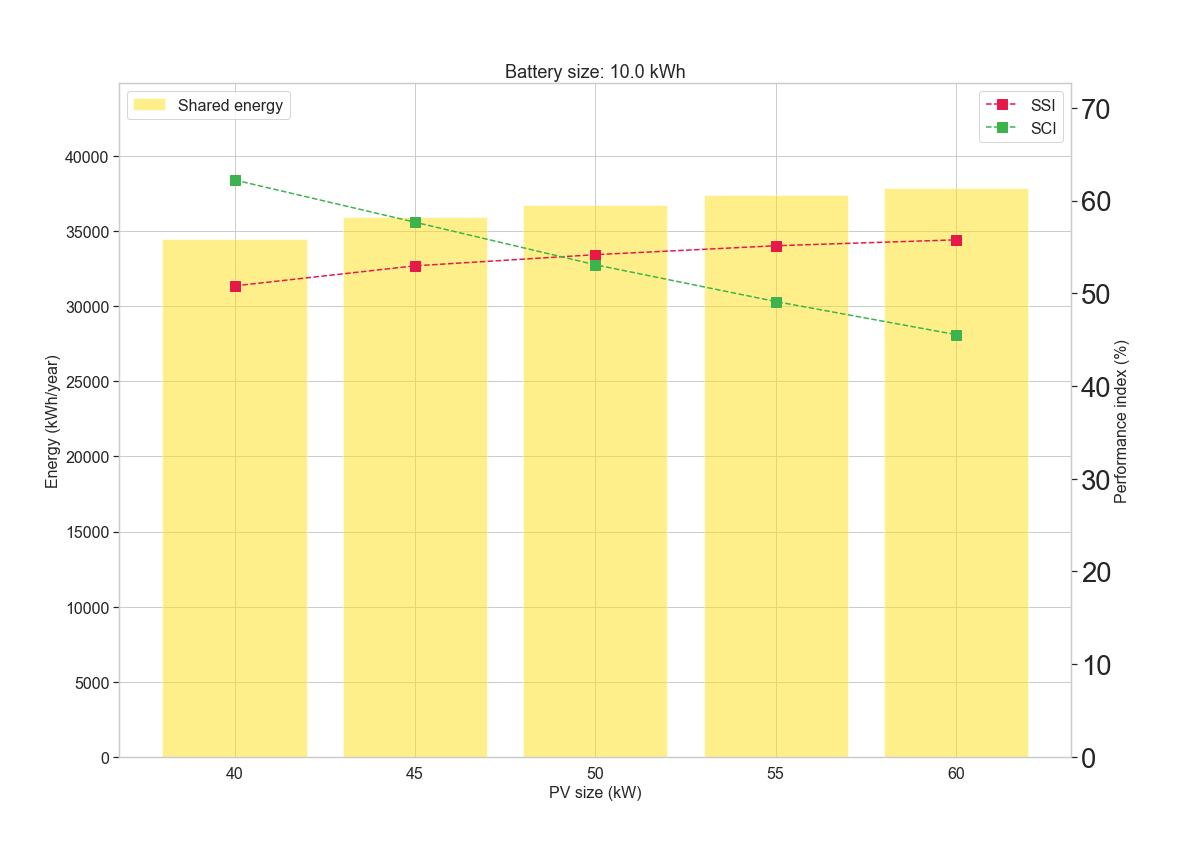 Battery size: 10.0 kWh
Shared energy
SSI
SCI
40000
35000
30000
25000
20000
15000
10000
5000
0
Energy (kWh/year)
70
60
50
40
30
20
10
0
Performance index (%)
40 45 50 55 60
PV size (kW)